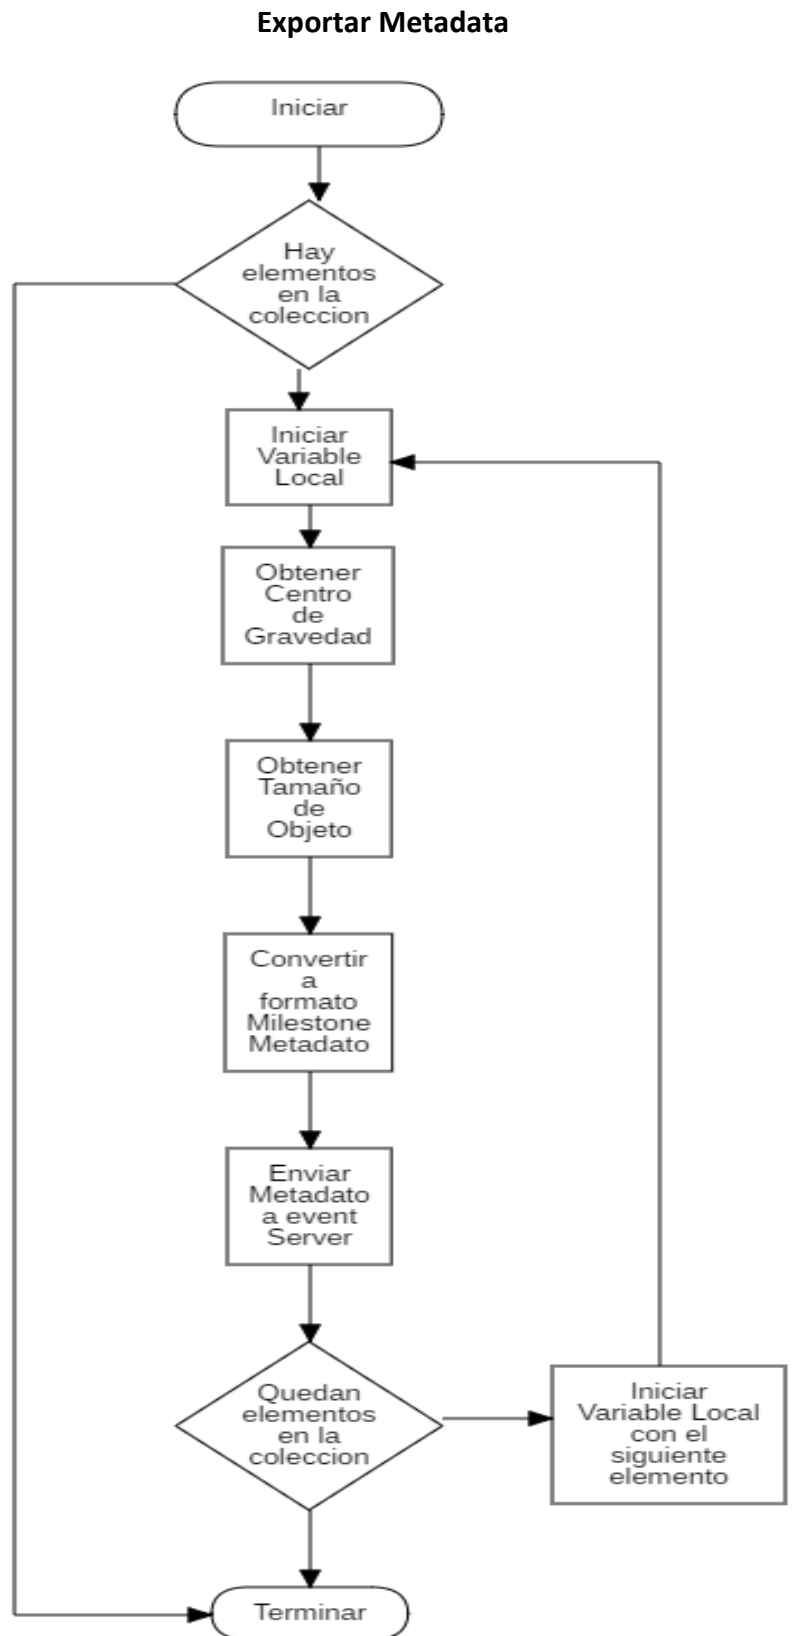 Exportar Metadata
Iniciar
Hay
elementos
en la
coleccion
Iniciar
Variable
Local
Obtener
Centro
de
Gravedad
Obtener
Tamaño
de
Objeto
Convertir
a
formato
Milestone
Metadato
Enviar
Metadato
a event
Server
Quedan
elementos
en la
coleccion
Iniciar
Variable Local
con el
siguiente
elemento
Terminar